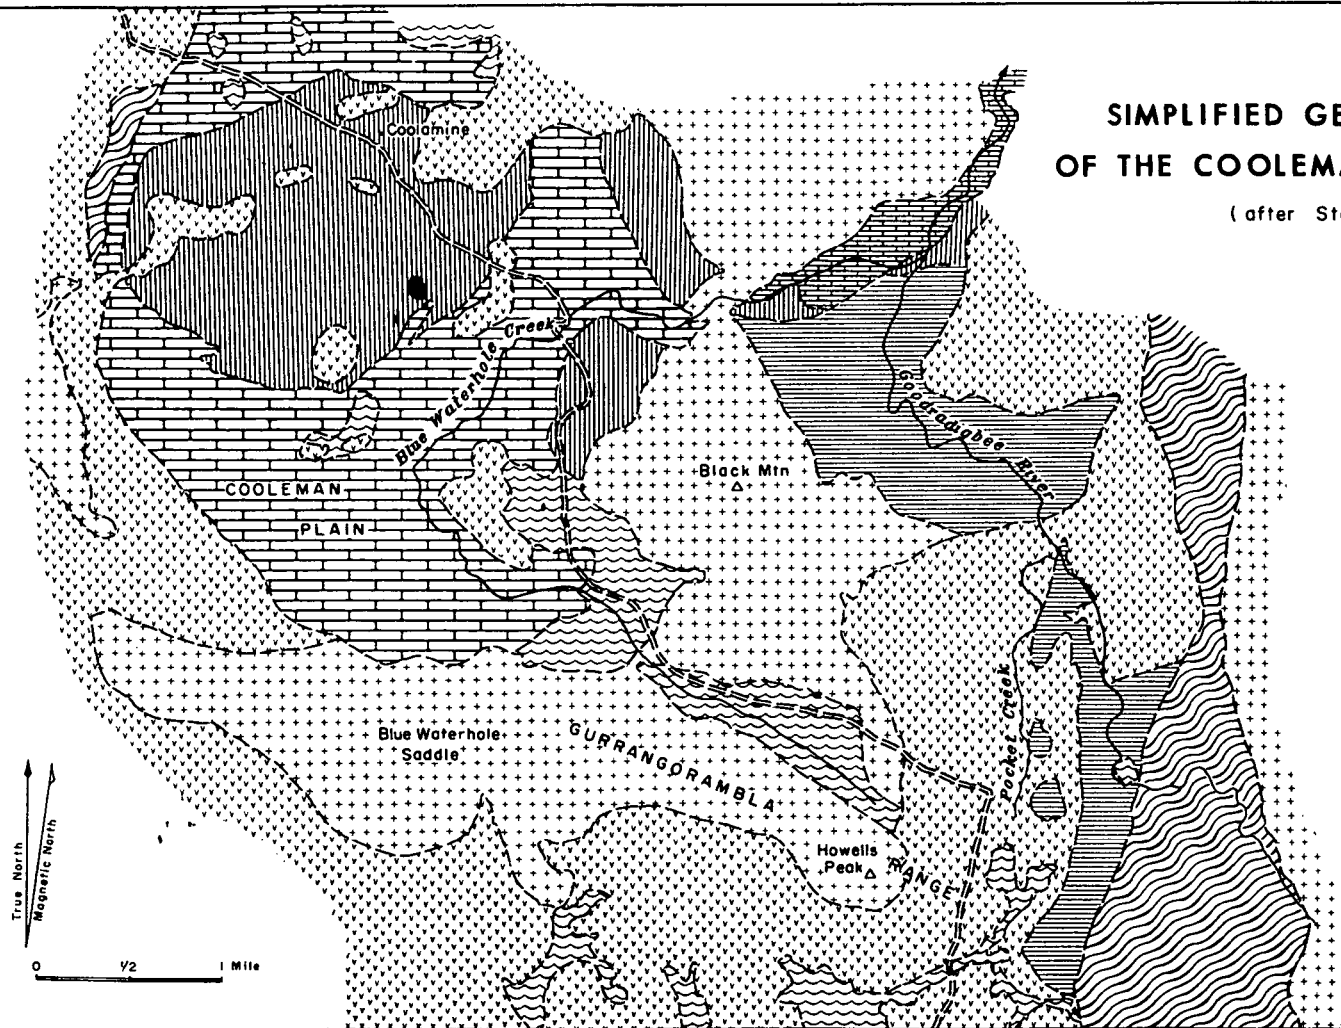 SIMPLIFIED GE
OF THE COOLEM
( after St
Coolamine
Blue Waterhole Creek
Goodradigbee River
Black Mtn
COOLEMAN
PLAIN
Pocket Creek
Blue Waterhole
Saddle
GURRANGORAMBLA
RANGE
Howells
Peak
True North
Magnetic North
0 1/2 1 Mile